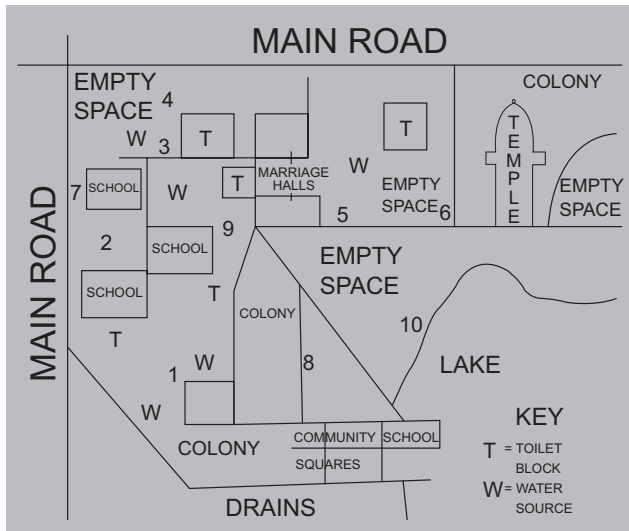 MAIN ROAD
EMPTY
SPACE
4
COLONY
T
T
TEMPLE
W
3
MARRIAGE
HALLS
W
7
SCHOOL
W
T
EMPTY
SPACE
6
EMPTY
SPACE
5
9
2
SCHOOL
EMPTY
SPACE
MAIN ROAD
SCHOOL
T
COLONY
10
T
W
1
8
LAKE
W
COLONY
COMMUNITY
SCHOOL
SQUARES
DRAINS
KEY
T = TOILET
BLOCK
W = WATER
SOURCE